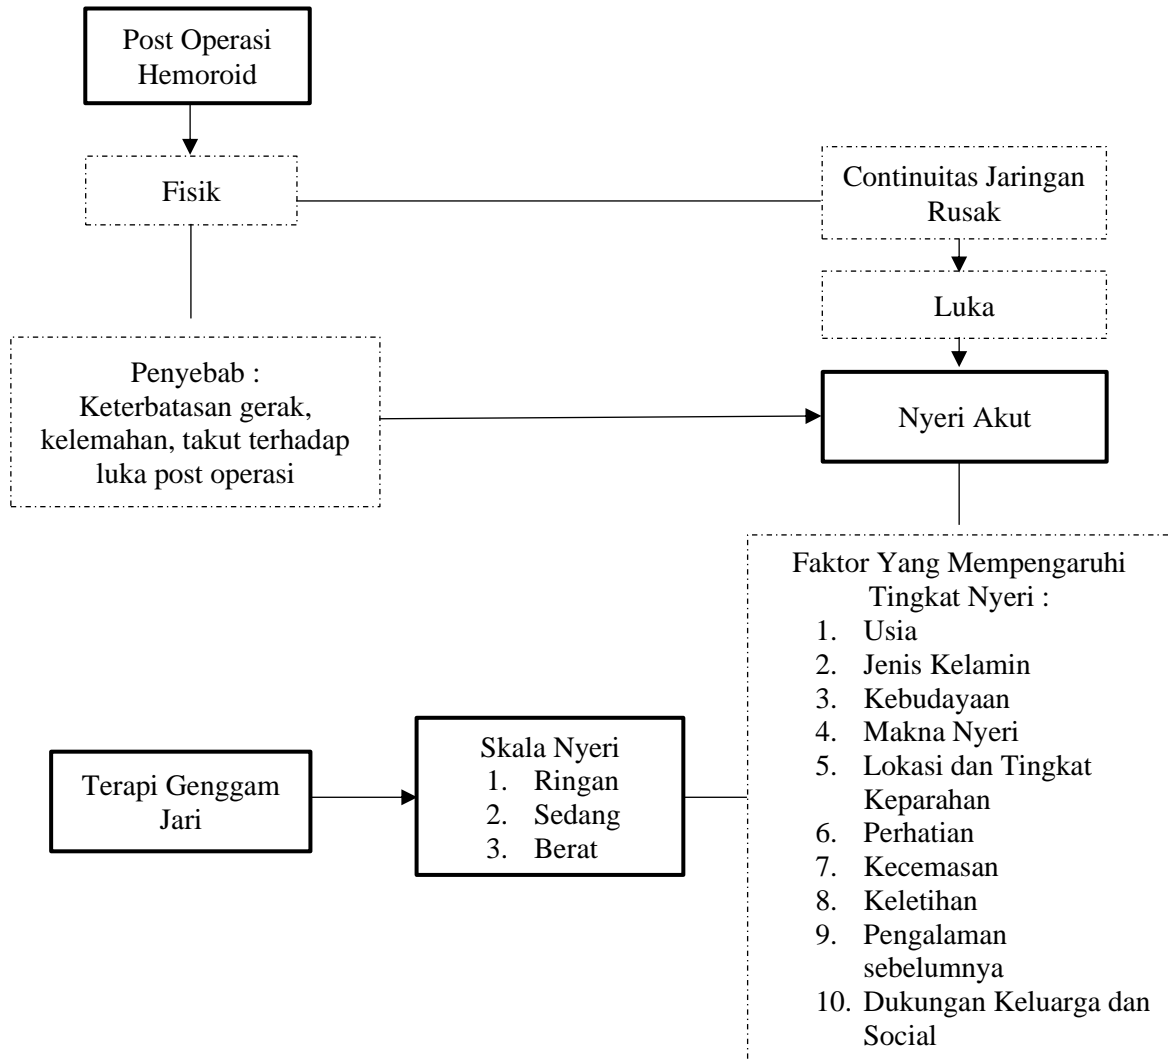 Post Operasi
Hemoroid
Fisik
Continuitas Jaringan
Rusak
Luka
Penyebab :
Keterbatasan gerak,
kelemahan, takut terhadap
luka post operasi
Nyeri Akut
Faktor Yang Mempengaruhi
Tingkat Nyeri :
1. Usia
2. Jenis Kelamin
3. Kebudayaan
4. Makna Nyeri
5. Lokasi dan Tingkat
Keparahan
6. Perhatian
7. Kecemasan
8. Keletihan
9. Pengalaman
sebelumnya
10. Dukungan Keluarga dan
Social
Skala Nyeri
1. Ringan
2. Sedang
3. Berat
Terapi Genggam
Jari